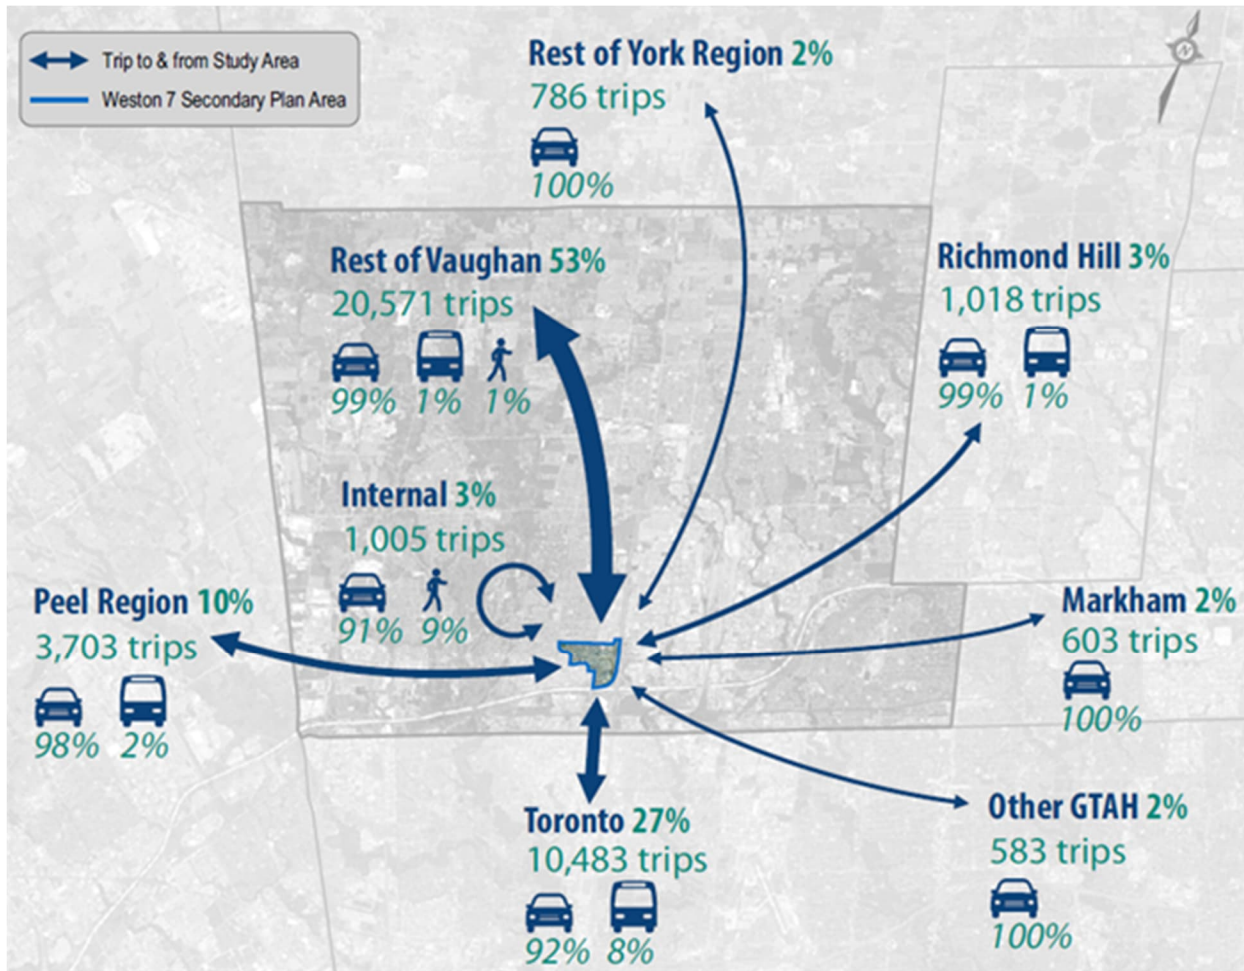 Trip to & from Study Area
Weston 7 Secondary Plan Area
N
Rest of York Region 2%
786 trips
100%
Rest of Vaughan 53%
20,571 trips
99% 1% 1%
Richmond Hill 3%
1,018 trips
99% 1%
Internal 3%
1,005 trips
91% 9%
Peel Region 10%
3,703 trips
98% 2%
Markham 2%
603 trips
100%
Toronto 27%
10,483 trips
92% 8%
Other GTAH 2%
583 trips
100%